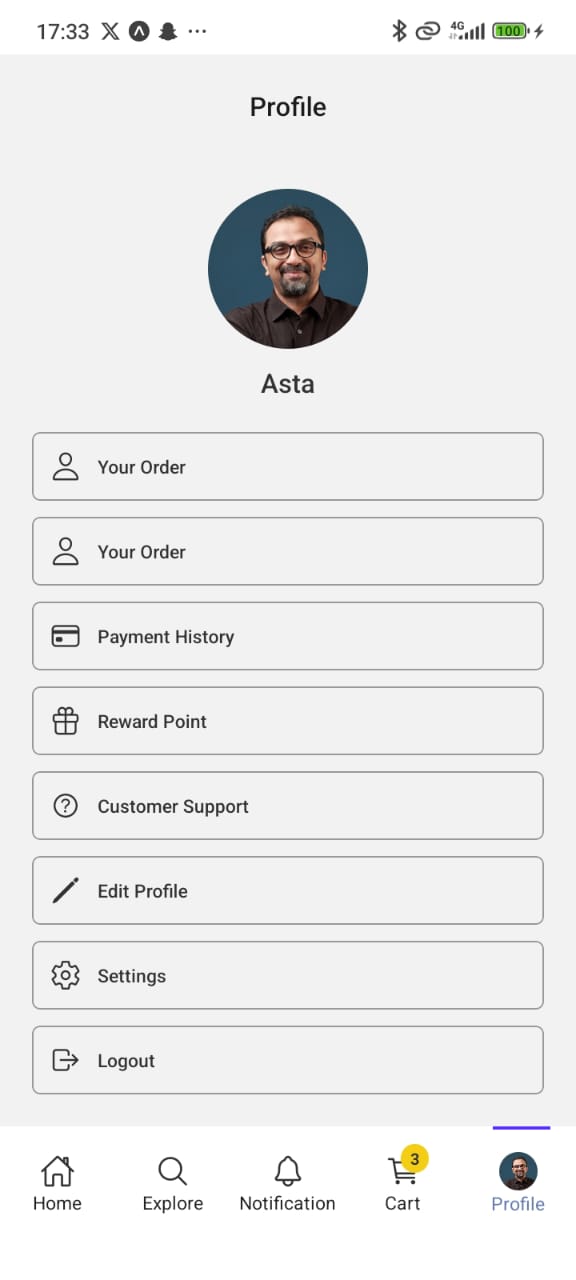 17:33
4G
100
Profile
Asta
Your Order
Your Order
Payment History
Reward Point
Customer Support
Edit Profile
Settings
Logout
3
Home
Explore
Notification
Cart
Profile